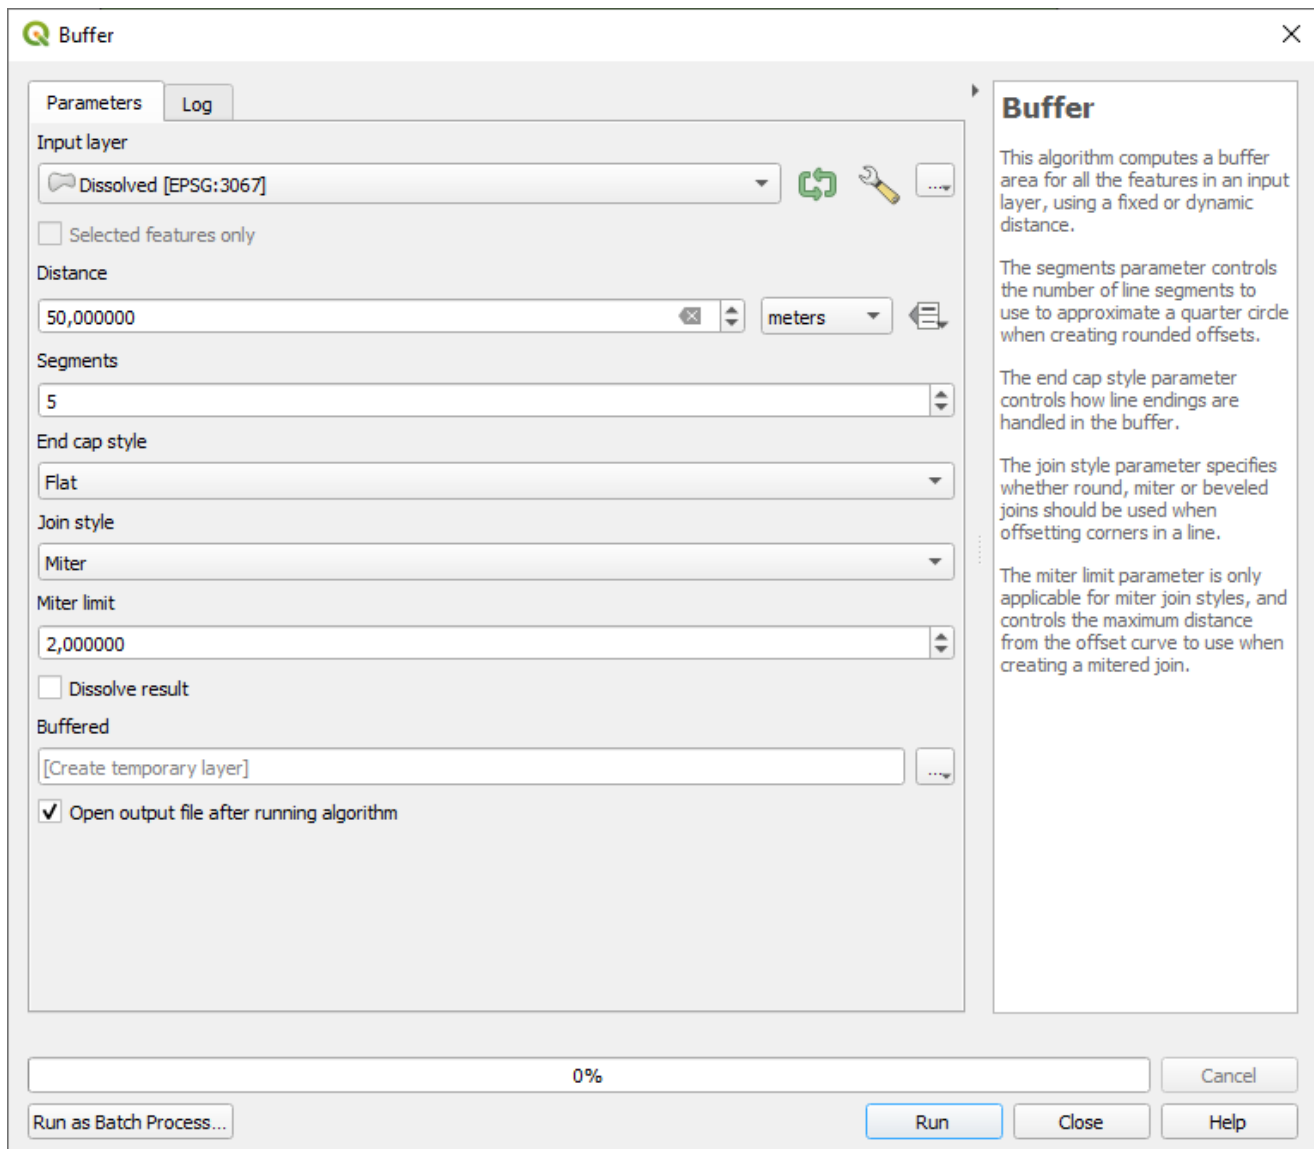 Buffer
Parameters
Log
Input layer
Dissolved [EPSG:3067]
...
Selected features only
Distance
50,000000
meters
Segments
5
End cap style
Flat
Join style
Miter
Miter limit
2,000000
Dissolve result
Buffered
[Create temporary layer]
...
Open output file after running algorithm
Buffer
This algorithm computes a buffer
area for all the features in an input
layer, using a fixed or dynamic
distance.
The segments parameter controls
the number of line segments to
use to approximate a quarter circle
when creating rounded offsets.
The end cap style parameter
controls how line endings are
handled in the buffer.
The join style parameter specifies
whether round, miter or beveled
joins should be used when
offsetting corners in a line.
The miter limit parameter is only
applicable for miter join styles, and
controls the maximum distance
from the offset curve to use when
creating a mitered join.
0%
Cancel
Run as Batch Process...
Run
Close
Help